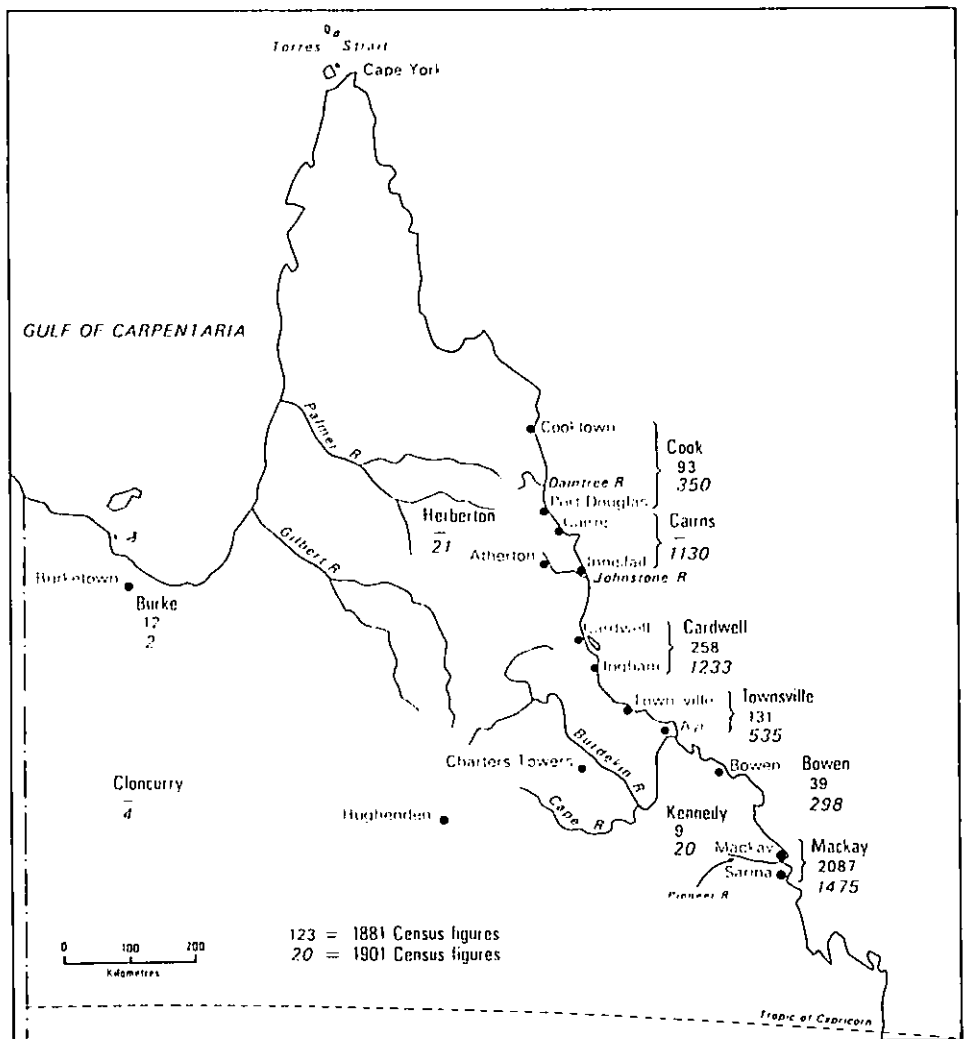 Torres Strait
Cape York
GULF OF CARPENTARIA
Palmer R
Cooktown
Cook
93
350
Daintree R
Port Douglas
Herberton
–
21
Cairns
Cairns
–
1130
Gilbert R
Atherton
Innisfail
Johnstone R
Burketown
Burke
12
2
Cardwell
Cardwell
258
1233
Ingham
Townsville
Townsville
131
535
Ayr
Burdekin R
Charters Towers
Bowen
Bowen
39
298
Cloncurry
–
4
Hughenden
Cape R
Kennedy
9
20
Mackay
Mackay
2087
1475
Sarina
Pioneer R
123 = 1881 Census figures
20 = 1901 Census figures
0 100 200
Kilometres
Tropic of Capricorn